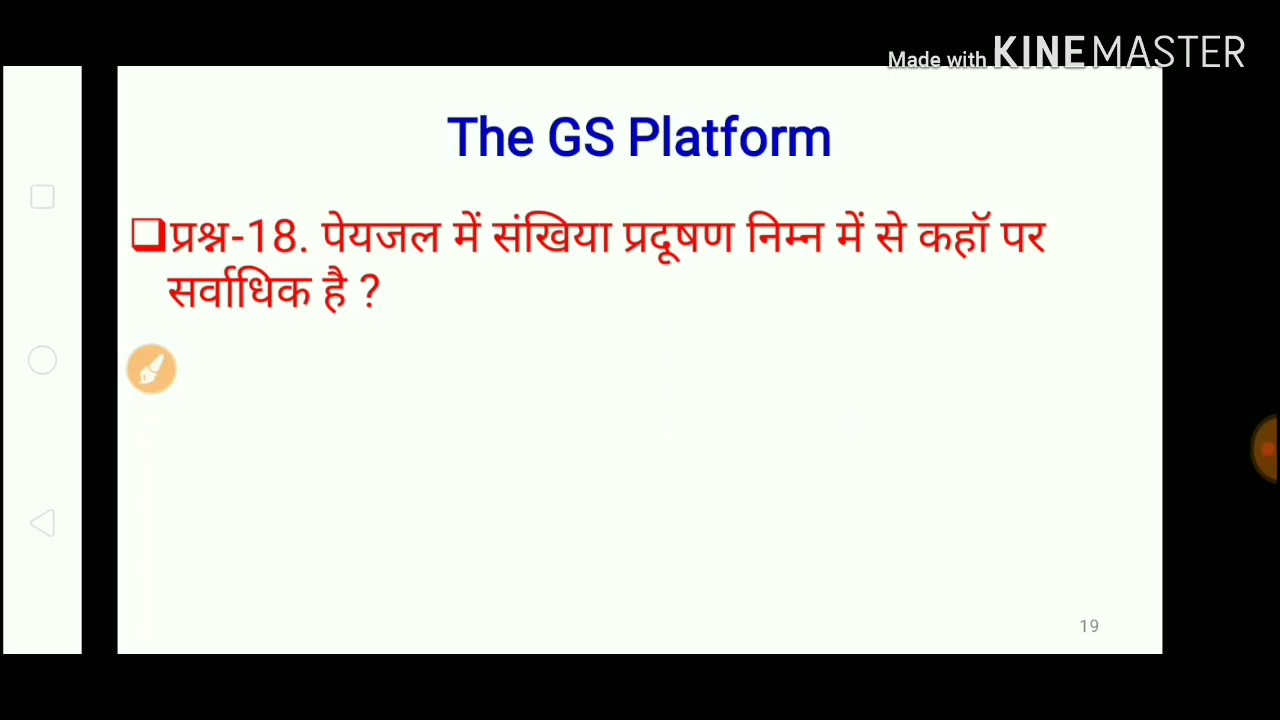 Made with KINEMASTER
The GS Platform
❑प्रश्न-18. पेयजल में संखिया प्रदूषण निम्न में से कहॉ पर
सर्वाधिक है ?
19